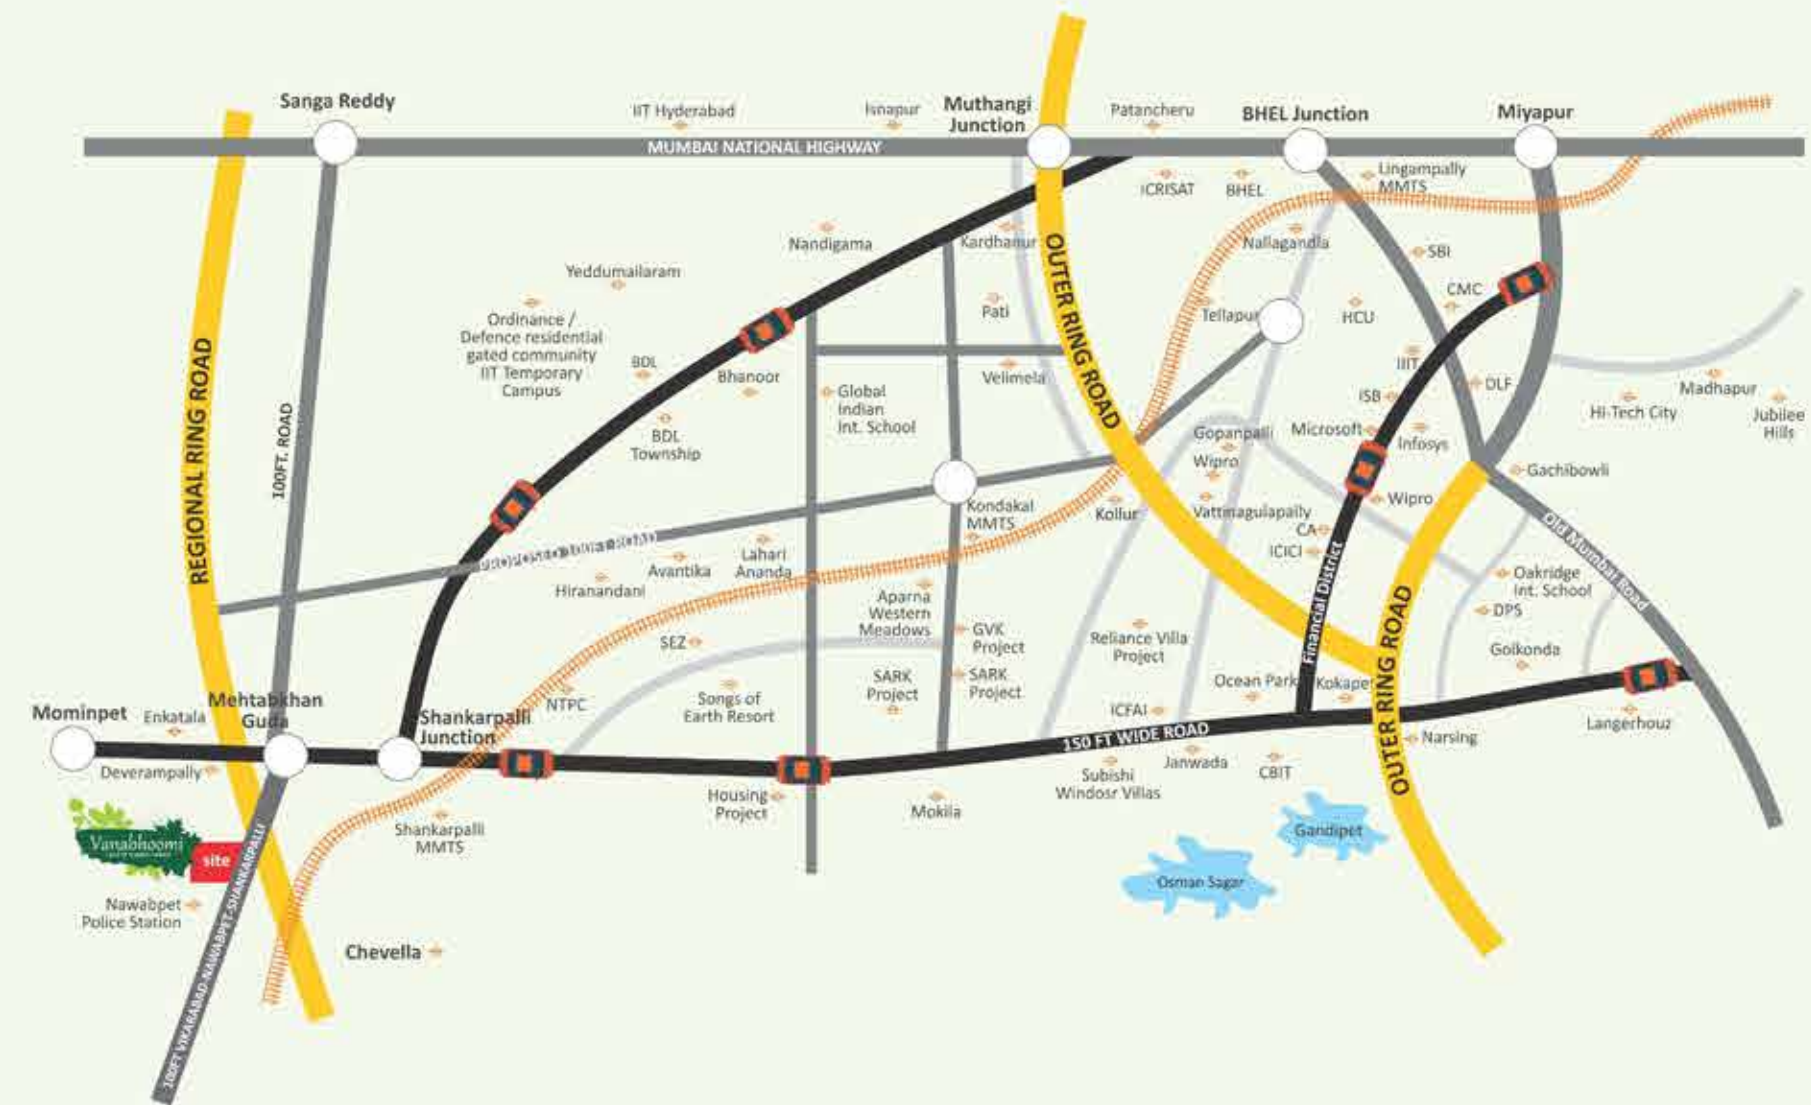 Sanga Reddy
IIT Hyderabad
Isnapur
Muthangi
Junction
Patancheru
BHEL Junction
Miyapur
MUMBAI NATIONAL HIGHWAY
ICRISAT
BHEL
Lingampally
MMTS
Nandigama
Kardhanur
Nallagandla
SBI
Yeddumailaram
OUTER RING ROAD
CMC
Ordinance /
Defence residential
gated community
IIT Temporary
Campus
Pati
Tellapur
HCU
BDL
Bhanoor
Velimela
IIIT
ISB
DLF
Madhapur
Hi-Tech City
Jubilee
Hills
REGIONAL RING ROAD
100FT. ROAD
BDL
Township
Global
Indian
Int. School
Gopanpalli
Wipro
Microsoft
Infosys
Gachibowli
Kondakal
MMTS
Kollur
Vattinagulapally
Wipro
CA
ICICI
Old Mumbai Road
PROPOSED 100FT ROAD
Hiranandani
Avantika
Lahari
Ananda
Aparna
Western
Meadows
Financial District
OUTER RING ROAD
Oakridge
Int. School
DPS
Golkonda
SEZ
GVK
Project
Reliance Villa
Project
SARK
Project
SARK
Project
Ocean Park
Kokapet
NTPC
Songs of
Earth Resort
ICFAI
Langerhouz
Mominpet
Enkatala
Mehtabkhan
Guda
Shankarpalli
Junction
150 FT WIDE ROAD
Narsing
Deverampally
Janwada
CBIT
Subishi
Windosr Villas
Housing
Project
Mokila
Shankarpalli
MMTS
Vanabhoomi
site
Gandipet
Osman Sagar
Nawabpet
Police Station
Chevella
100FT VIKARABAD-NAWABPET-SHANKARPALLI